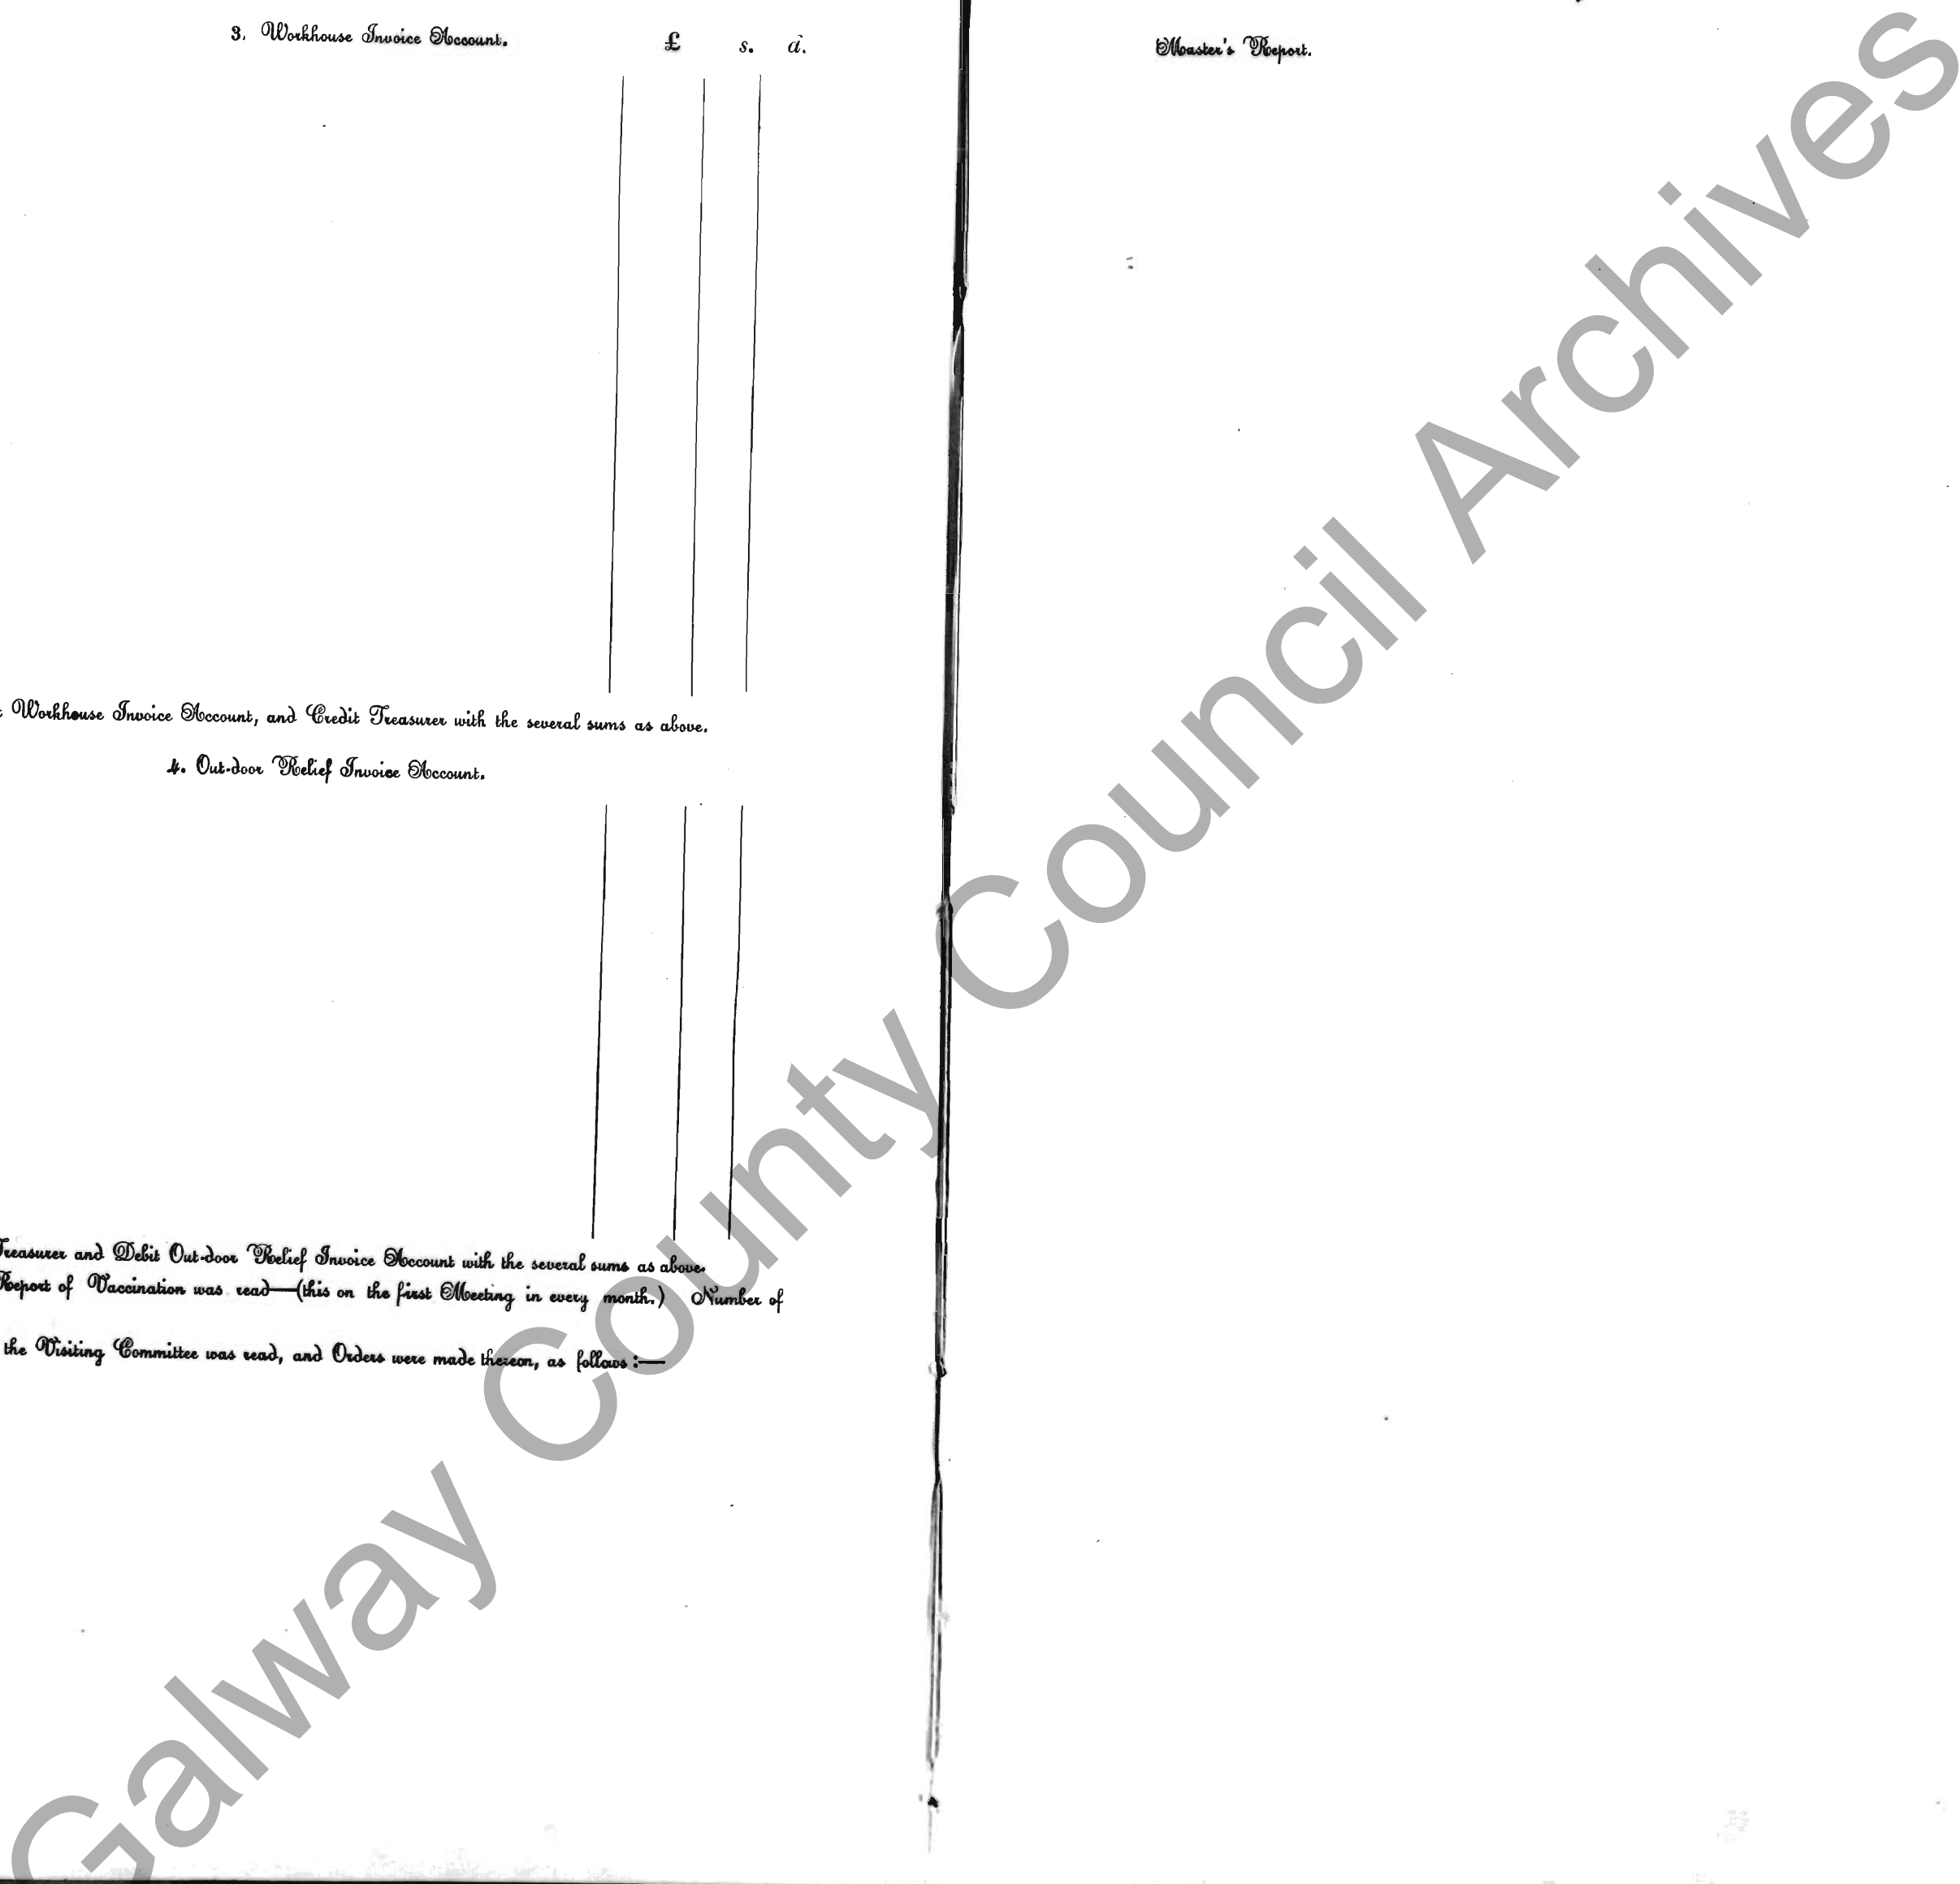 3. Workhouse Invoice Account. £ s. d.
Workhouse Invoice Account, and Credit Treasurer with the several sums as above.
4. Out-door Relief Invoice Account.
Treasurer and Debit Out-door Relief Invoice Account with the several sums as above.
Report of Vaccination was read—(this on the first Meeting in every month.) Number of
the Visiting Committee was read, and Orders were made thereon, as follows:—
Master's Report.
Galway County Council Archives